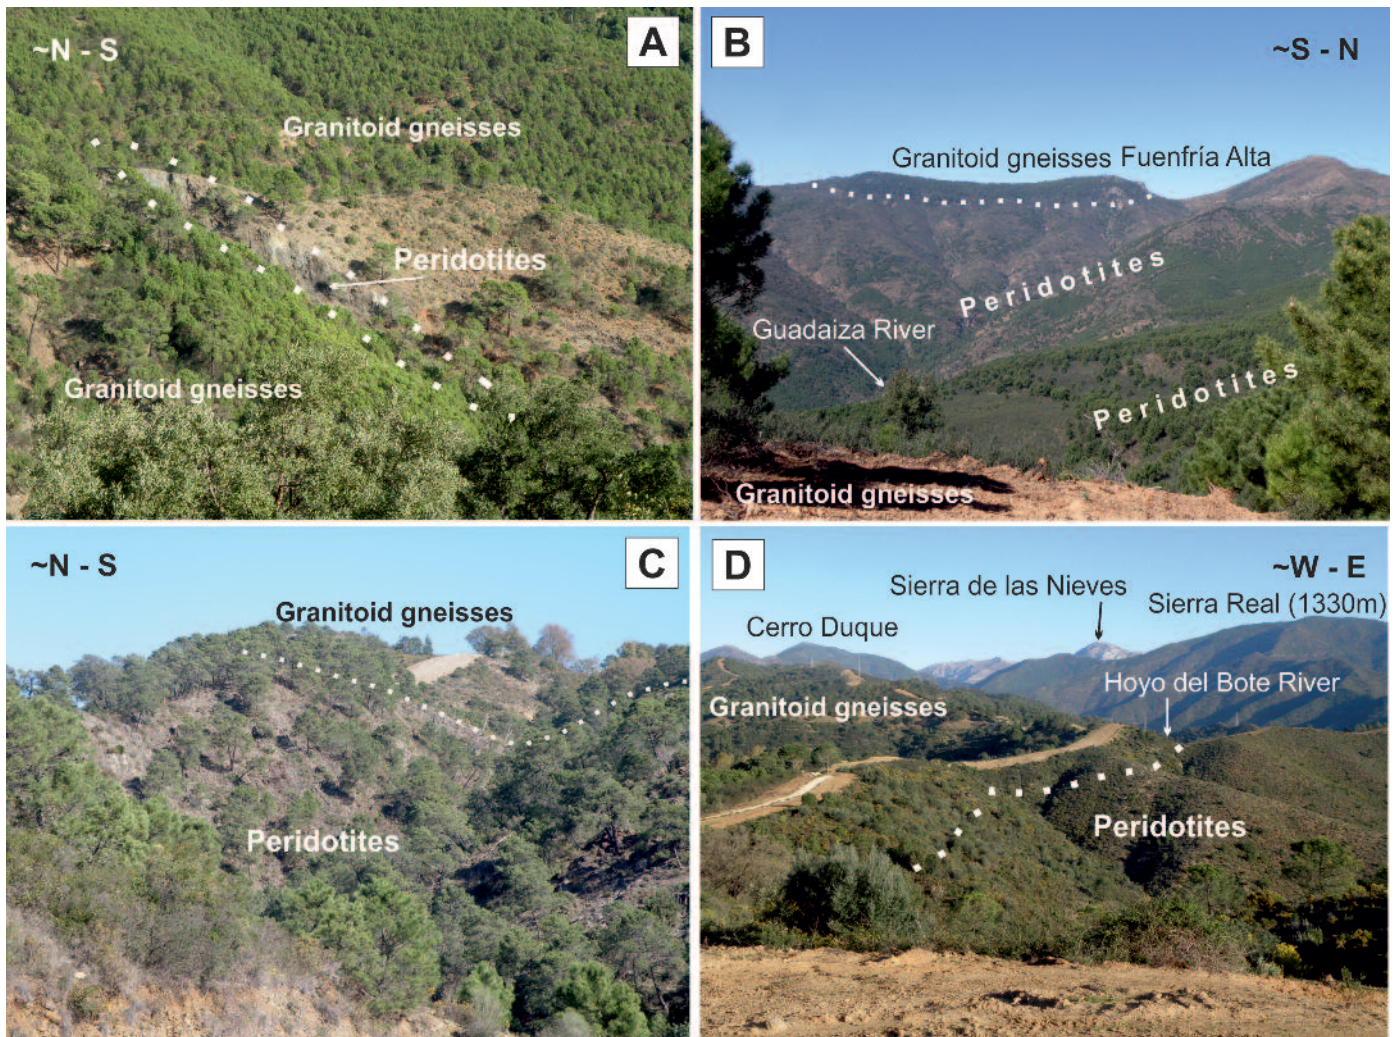 ~N - S
A
Granitoid gneisses
Peridotites
Granitoid gneisses
B
~S - N
Granitoid gneisses Fuenfría Alta
Peridotites
Guadaiza River
Peridotites
Granitoid gneisses
~N - S
C
Granitoid gneisses
Peridotites
D
~W - E
Sierra de las Nieves
Sierra Real (1330m)
Cerro Duque
Hoyo del Bote River
Granitoid gneisses
Peridotites